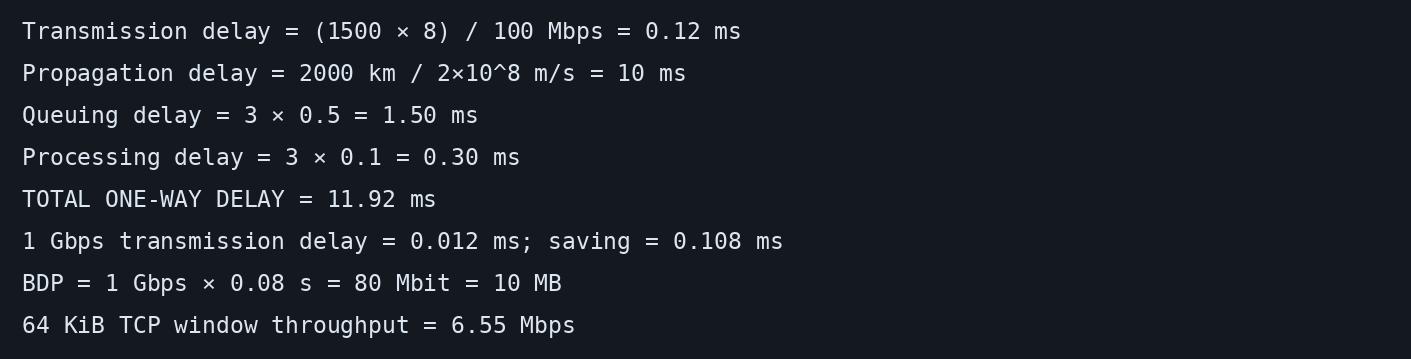 Transmission delay = (1500 × 8) / 100 Mbps = 0.12 ms
Propagation delay = 2000 km / 2×10^8 m/s = 10 ms
Queuing delay = 3 × 0.5 = 1.50 ms
Processing delay = 3 × 0.1 = 0.30 ms
TOTAL ONE-WAY DELAY = 11.92 ms
1 Gbps transmission delay = 0.012 ms; saving = 0.108 ms
BDP = 1 Gbps × 0.08 s = 80 Mbit = 10 MB
64 KiB TCP window throughput = 6.55 Mbps